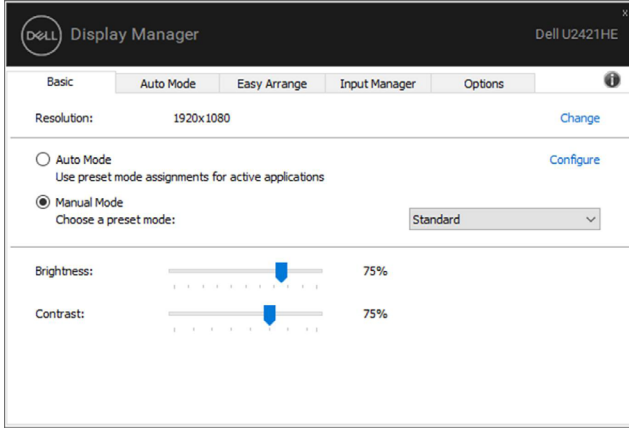 DELL Display Manager
Dell U2421HE
x
Basic Auto Mode Easy Arrange Input Manager Options
Resolution: 1920x1080 Change
Auto Mode Configure
Use preset mode assignments for active applications
Manual Mode
Choose a preset mode: Standard
Brightness: 75%
Contrast: 75%